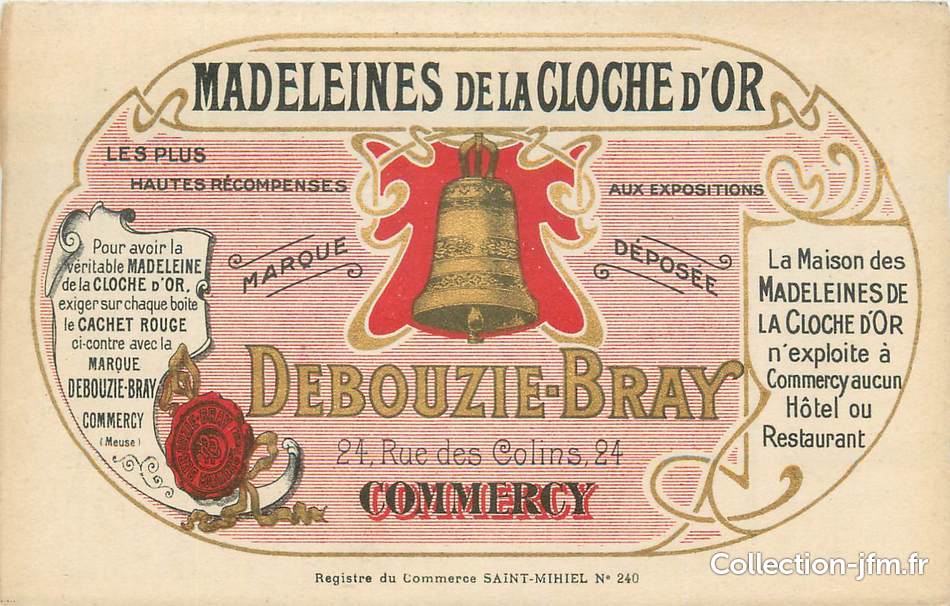 MADELEINES DE LA CLOCHE D'OR
LES PLUS
HAUTES RÉCOMPENSES
AUX EXPOSITIONS
MARQUE
DÉPOSÉE
Pour avoir la
véritable MADELEINE
de la CLOCHE D'OR,
exiger sur chaque boite
le CACHET ROUGE
ci-contre avec la
MARQUE
DEBOUZIE-BRAY
COMMERCY
(Meuse)
La Maison des
MADELEINES DE
LA CLOCHE D'OR
n'exploite à
Commercy aucun
Hôtel ou
Restaurant
DEBOUZIE-BRAY
24, Rue des Colins, 24
COMMERCY
Registre du Commerce SAINT-MIHIEL N° 240
Collection-jfm.fr